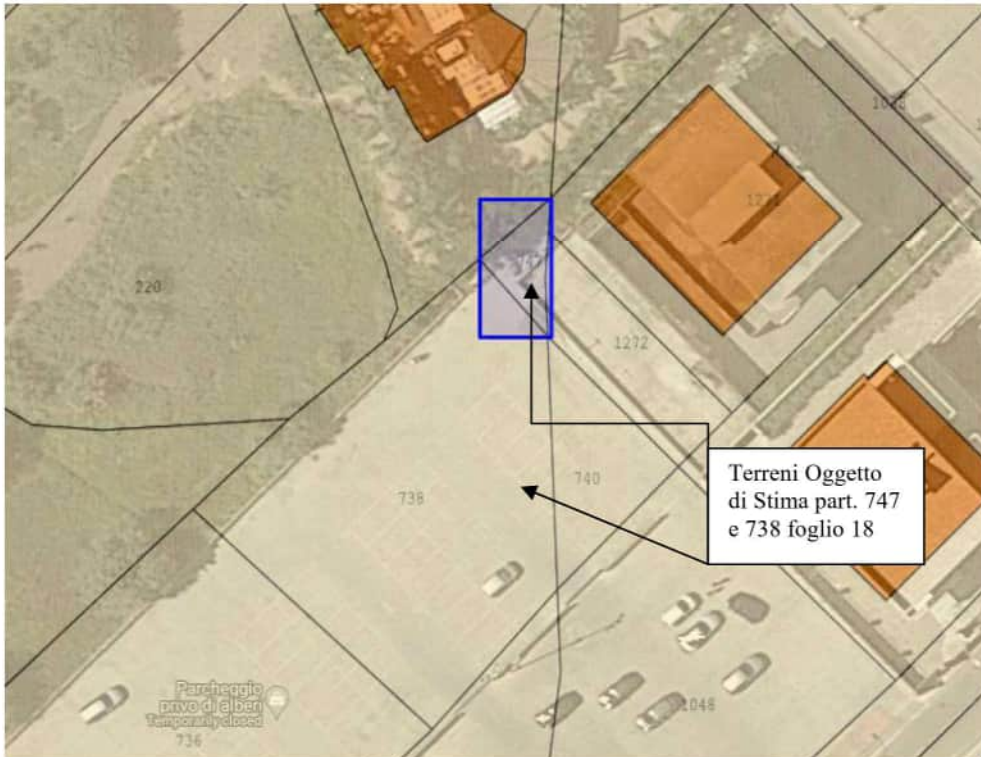 220
1272
738
740
Terreni Oggetto
di Stima part. 747
e 738 foglio 18
Parcheggio
privo di alberi
Temporarily closed
736
1048